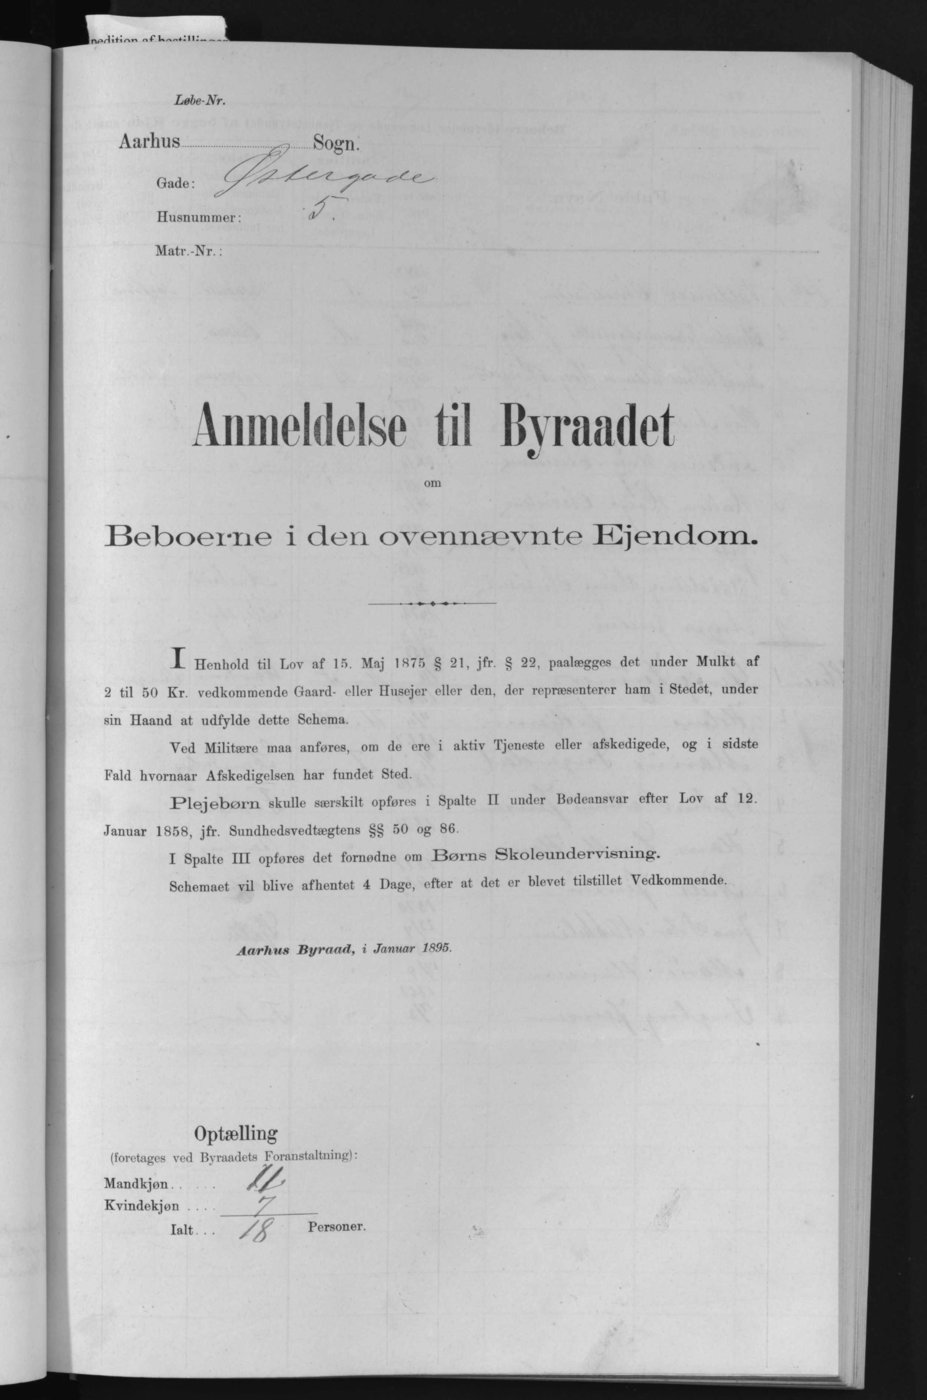 Løbe-Nr.
Aarhus Sogn.
Gade: Østergade
Husnummer: 5.
Matr.-Nr.:
Anmeldelse til Byraadet
om
Beboerne i den ovennævnte Ejendom.
I Henhold til Lov af 15. Maj 1875 § 21, jfr. § 22, paalægges det under Mulkt af
2 til 50 Kr. vedkommende Gaard- eller Husejer eller den, der repræsenterer ham i Stedet, under
sin Haand at udfylde dette Schema.
Ved Militære maa anføres, om de ere i aktiv Tjeneste eller afskedigede, og i sidste
Fald hvornaar Afskedigelsen har fundet Sted.
Plejebørn skulle særskilt opføres i Spalte II under Bødeansvar efter Lov af 12.
Januar 1858, jfr. Sundhedsvedtægtens §§ 50 og 86.
I Spalte III opføres det fornødne om Børns Skoleundervisning.
Schemaet vil blive afhentet 4 Dage, efter at det er blevet tilstillet Vedkommende.
Aarhus Byraad, i Januar 1895.
Optælling
(foretages ved Byraadets Foranstaltning):
Mandkjøn...... 11
Kvindekjøn .... 7
Ialt... 18 Personer.